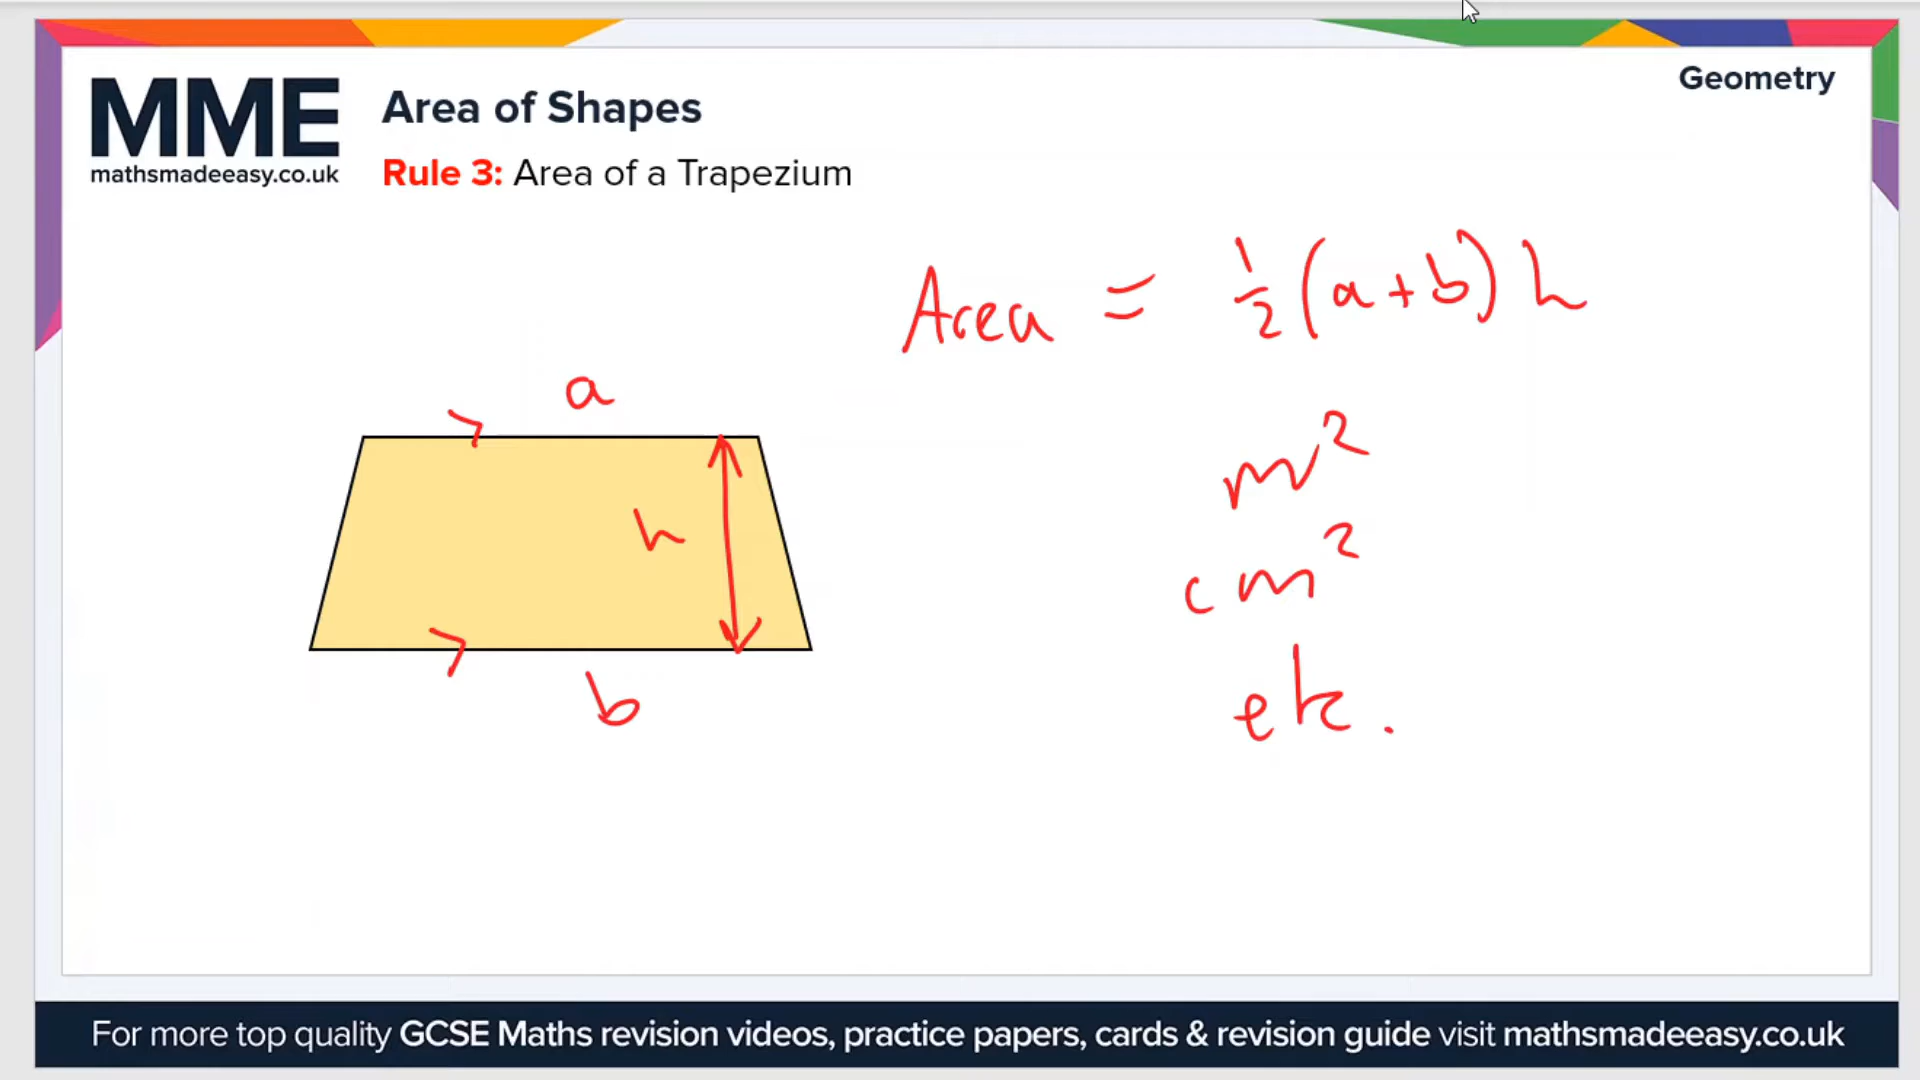 MME
mathsmadeeasy.co.uk
Area of Shapes
Rule 3: Area of a Trapezium
Geometry
Area = 1/2 (a+b) h
a
h
b
m²
cm²
etc.
For more top quality GCSE Maths revision videos, practice papers, cards & revision guide visit mathsmadeeasy.co.uk